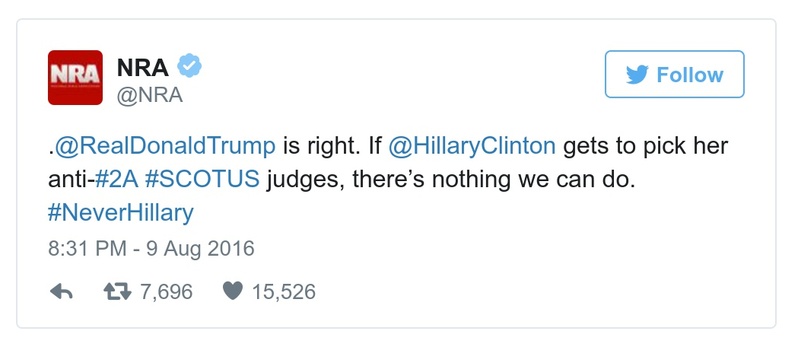 NRA
NRA
@NRA
Follow
.@RealDonaldTrump is right. If @HillaryClinton gets to pick her
anti-#2A #SCOTUS judges, there’s nothing we can do.
#NeverHillary
8:31 PM - 9 Aug 2016
7,696 15,526